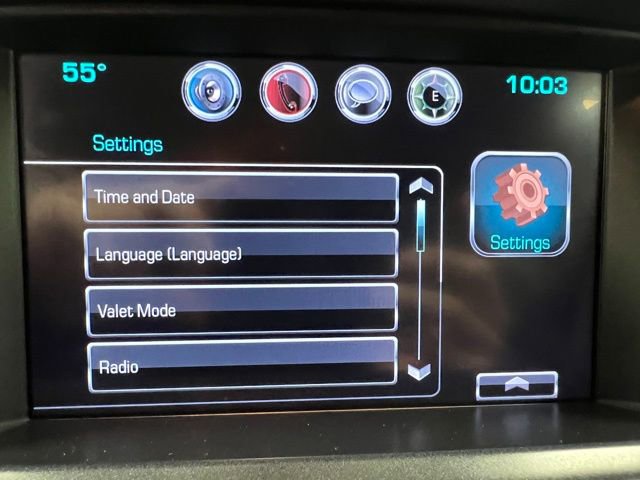 55°
E
10:03
Settings
Time and Date
Language (Language)
Valet Mode
Radio
Settings